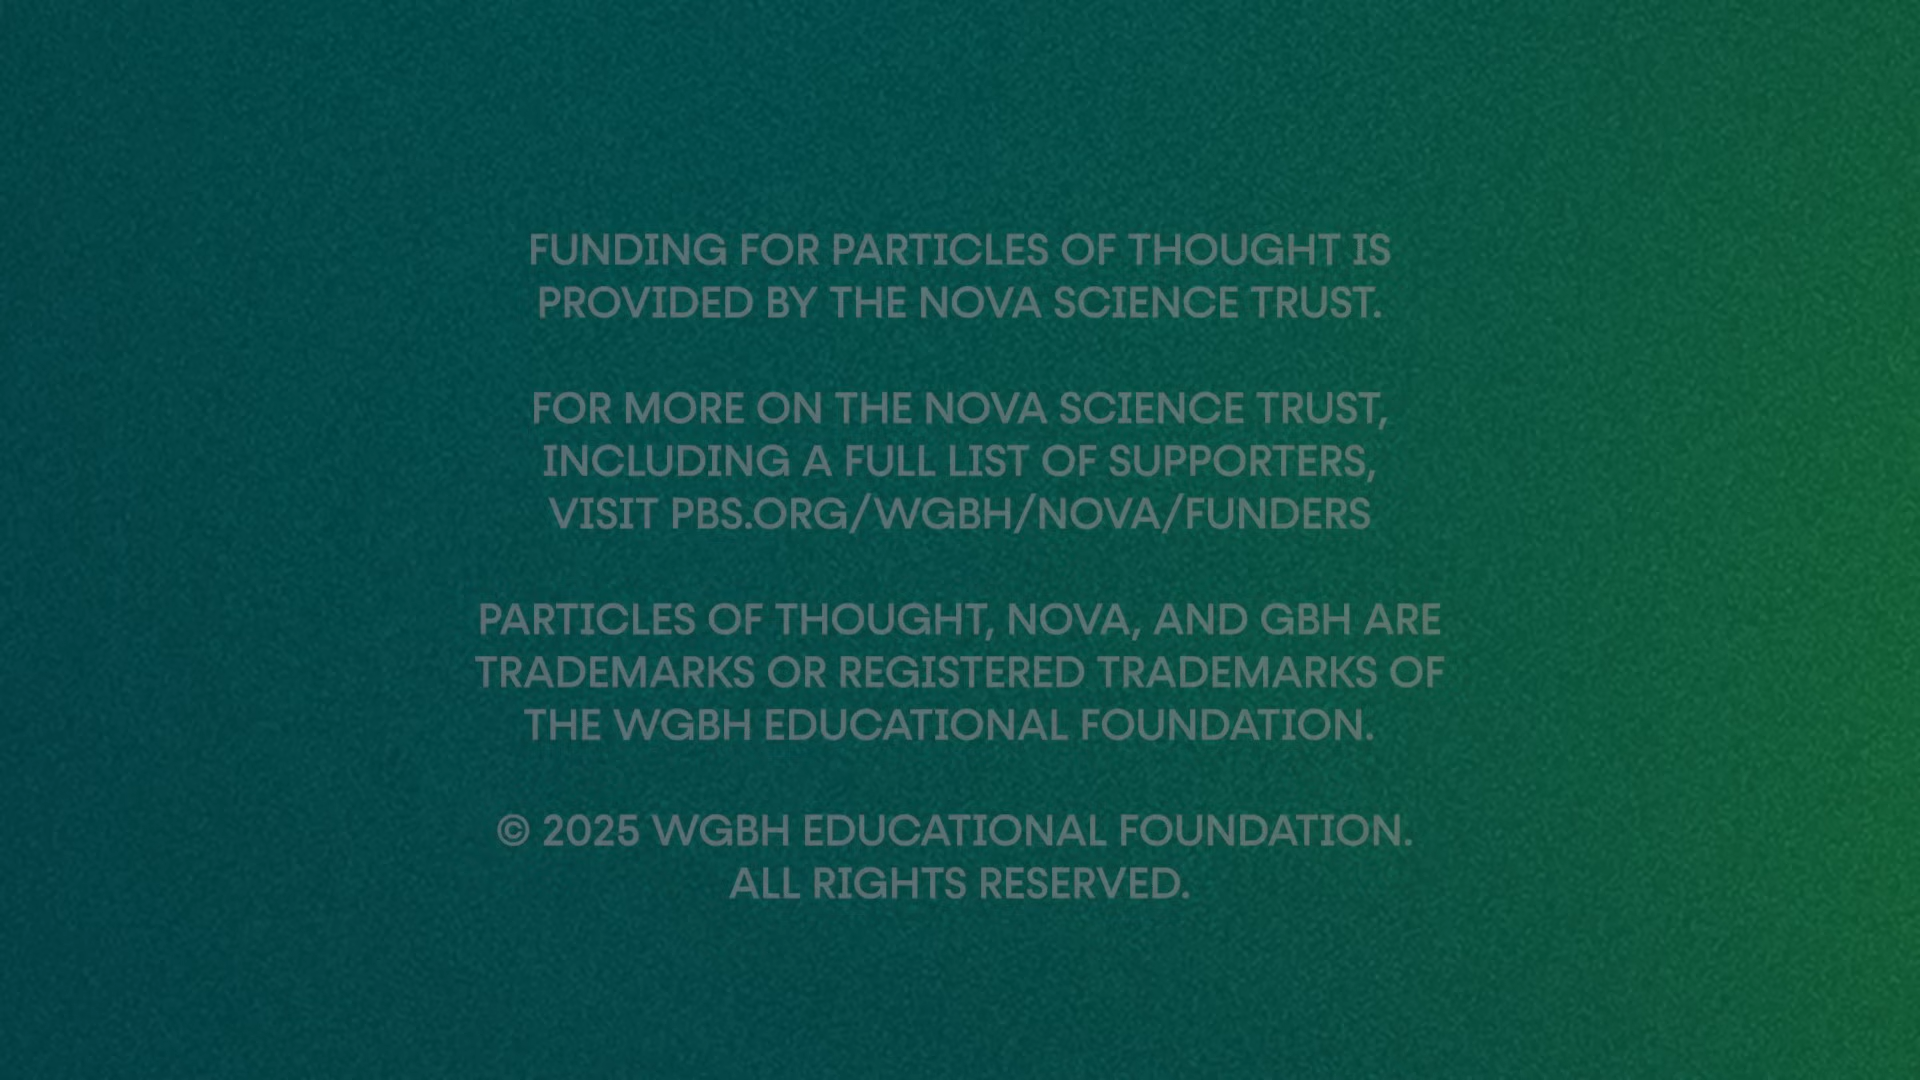 FUNDING FOR PARTICLES OF THOUGHT IS
PROVIDED BY THE NOVA SCIENCE TRUST.
FOR MORE ON THE NOVA SCIENCE TRUST,
INCLUDING A FULL LIST OF SUPPORTERS,
VISIT PBS.ORG/WGBH/NOVA/FUNDERS
PARTICLES OF THOUGHT, NOVA, AND GBH ARE
TRADEMARKS OR REGISTERED TRADEMARKS OF
THE WGBH EDUCATIONAL FOUNDATION.
© 2025 WGBH EDUCATIONAL FOUNDATION.
ALL RIGHTS RESERVED.